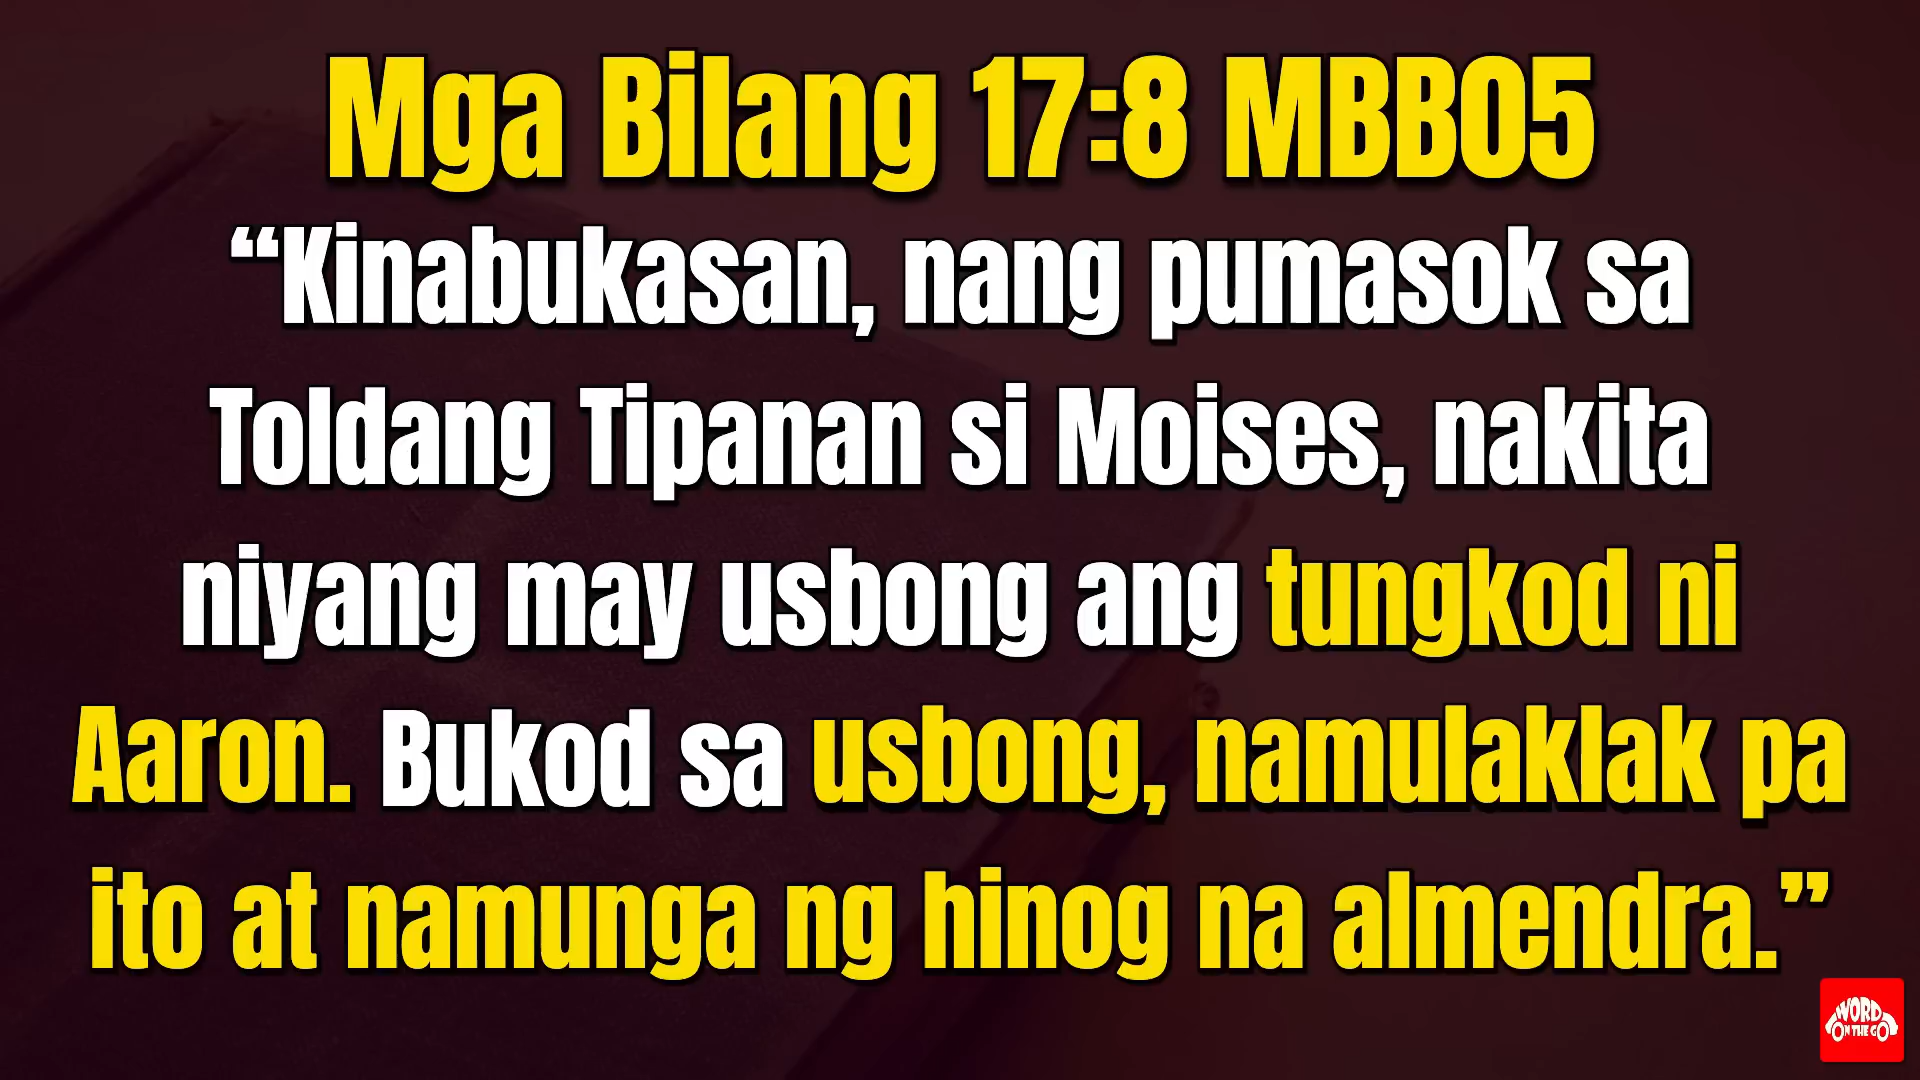 Mga Bilang 17:8 MBB05
“Kinabukasan, nang pumasok sa
Toldang Tipanan si Moises, nakita
niyang may usbong ang tungkod ni
Aaron. Bukod sa usbong, namulaklak pa
ito at namunga ng hinog na almendra.”
WORD
ON THE GO